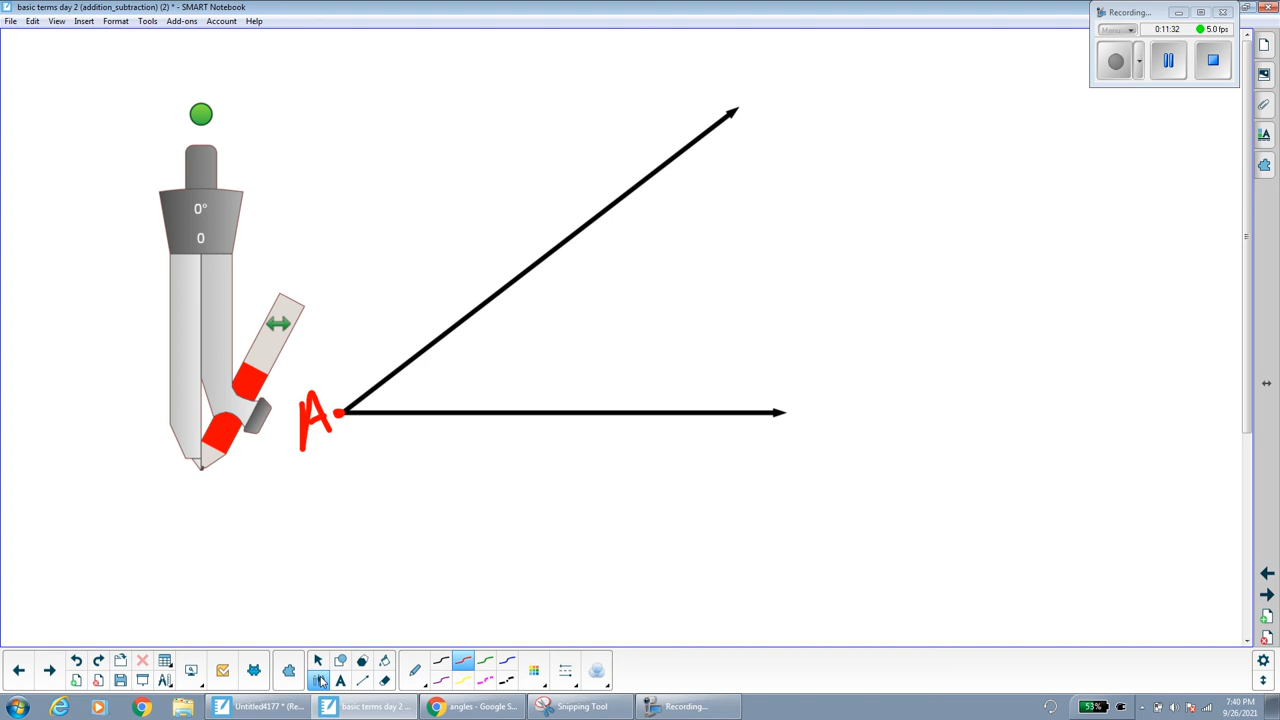 basic terms day 2 (addition_subtraction) (2) * - SMART Notebook
File Edit View Insert Format Tools Add-ons Account Help
Recording...
Menu
0:11:32
5.0 fps
0°
0
A
Untitled4177 * (Re...
basic terms day 2 ...
angles - Google S...
Snipping Tool
Recording...
53%
7:40 PM
9/26/2021